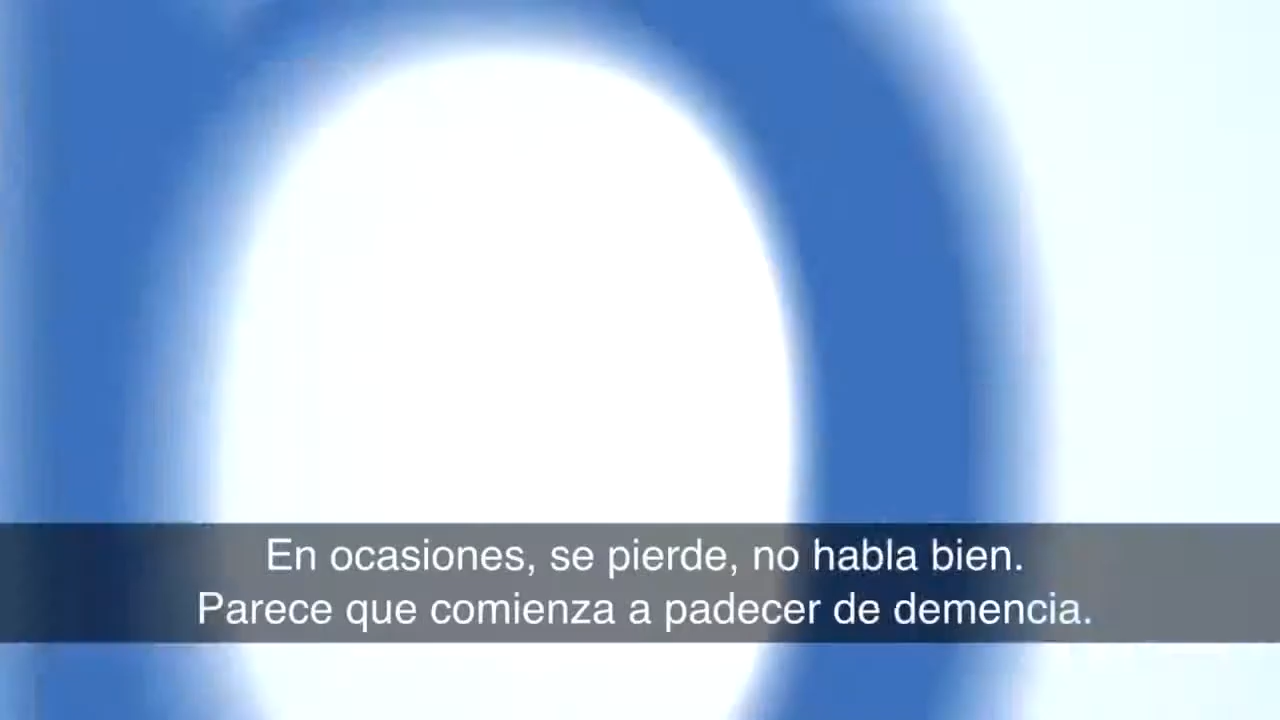 En ocasiones, se pierde, no habla bien.
Parece que comienza a padecer de demencia.